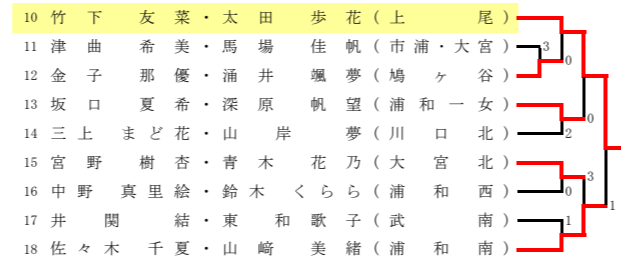 10 竹下友菜・太田歩花(上尾)
11 津曲希美・馬場佳帆(市浦・大宮) 3
0
12 金子那優・涌井颯夢(鳩ヶ谷)
13 坂口夏希・深原帆望(浦和一女)
0
14 三上まど花・山岸夢(川口北) 2
15 宮野樹杏・青木花乃(大宮北)
3
16 中野真里絵・鈴木くらら(浦和西) 0
1
17 井関結・東和歌子(武南) 1
18 佐々木千夏・山﨑美緒(浦和南)